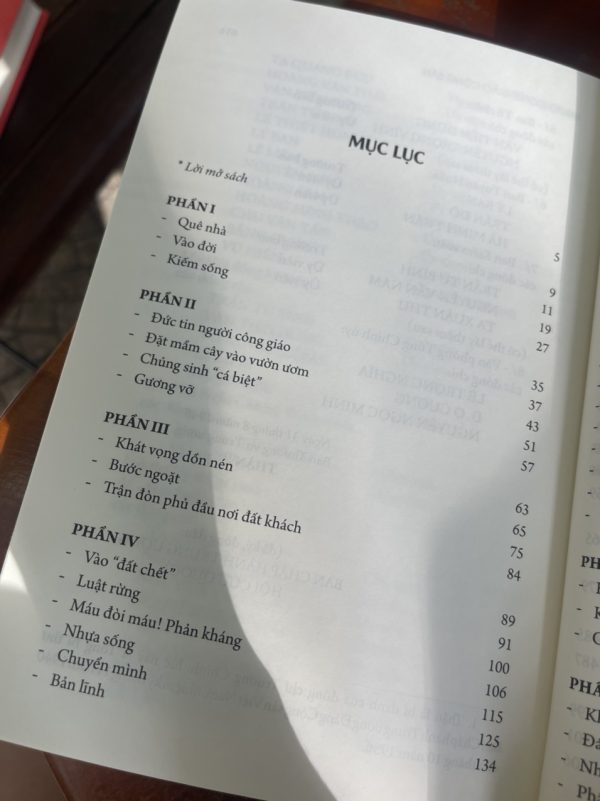 MỤC LỤC
* Lời mở sách 5
PHẦN I 9
- Quê nhà 11
- Vào đời 19
- Kiếm sống 27
PHẦN II 35
- Đức tin người công giáo 37
- Đặt mầm cây vào vườn ươm 43
- Chủng sinh “cá biệt” 51
- Gương vỡ 57
PHẦN III 63
- Khát vọng dồn nén 65
- Bước ngoặt 75
- Trận đòn phủ đầu nơi đất khách 84
PHẦN IV 89
- Vào “đất chết” 91
- Luật rừng 100
- Máu đòi máu! Phản kháng 106
- Nhựa sống 115
- Chuyển mình 125
- Bản lĩnh 134